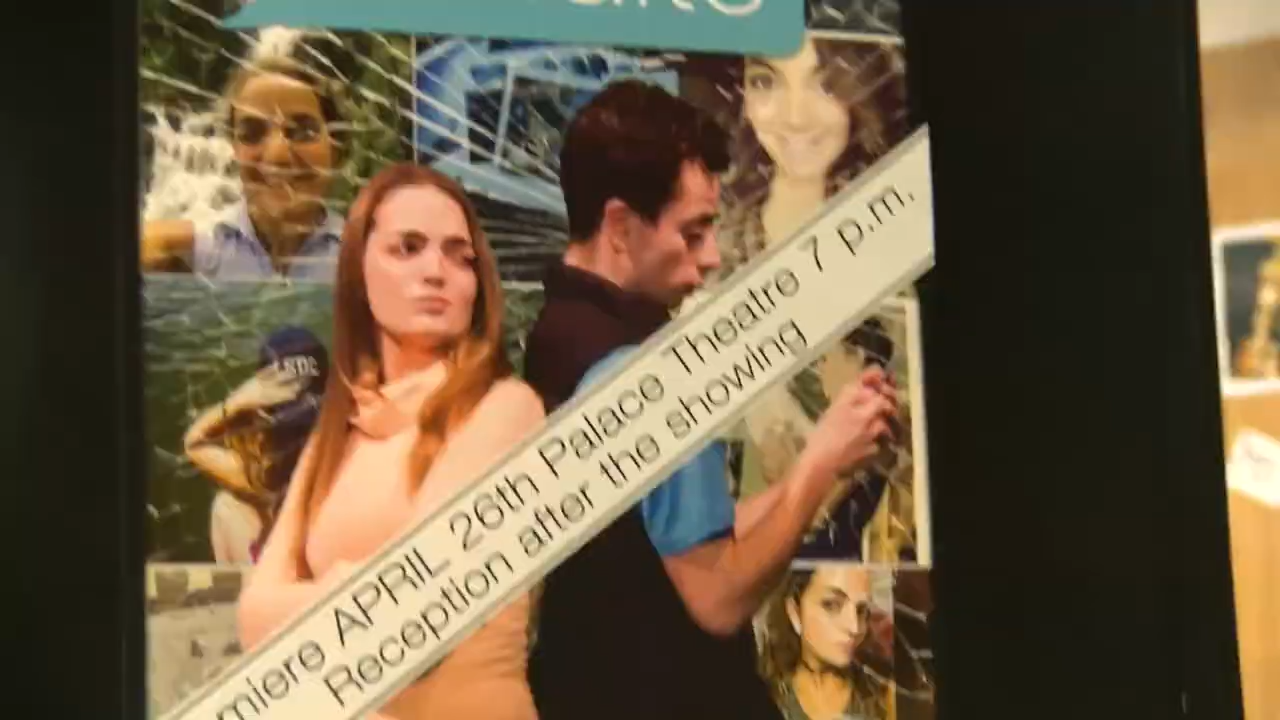 miere APRIL 26th Palace Theatre 7 p.m.
Reception after the showing